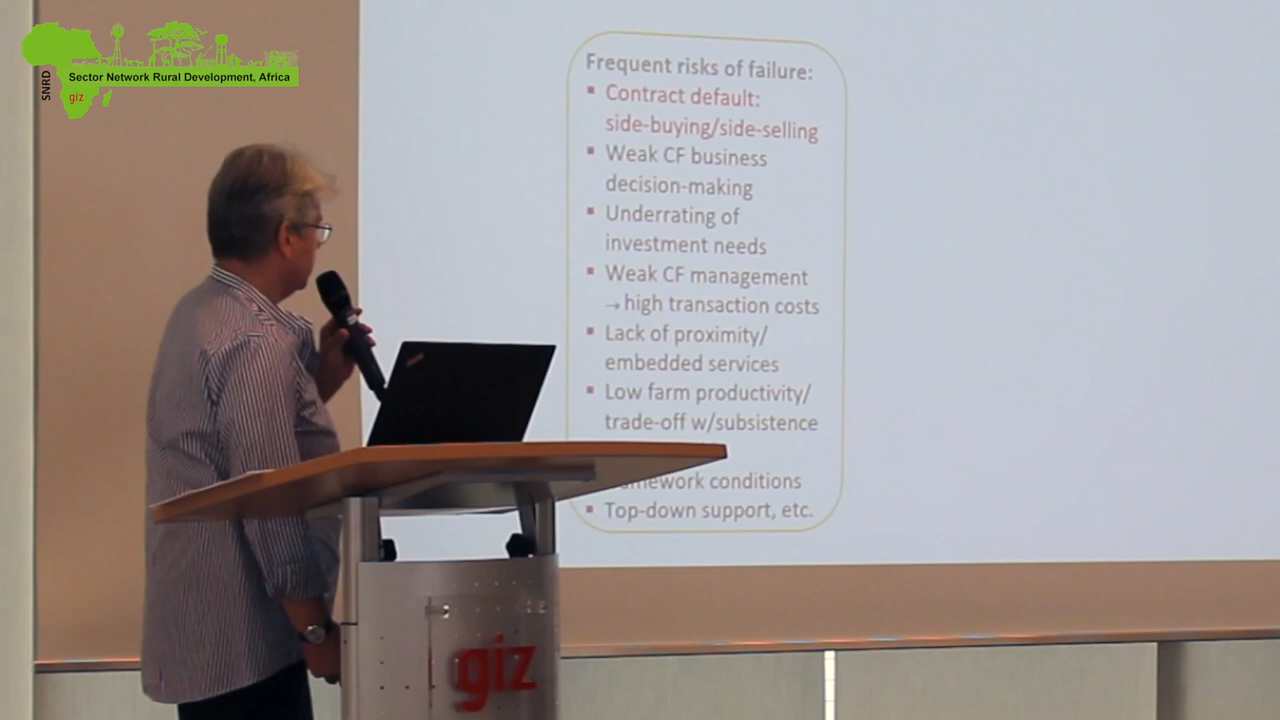 SNRD
Sector Network Rural Development, Africa
giz
Frequent risks of failure:
▪ Contract default:
side-buying/side-selling
▪ Weak CF business
decision-making
▪ Underrating of
investment needs
▪ Weak CF management
→ high transaction costs
▪ Lack of proximity/
embedded services
▪ Low farm productivity/
trade-off w/subsistence
conditions
▪ Top-down support, etc.
giz